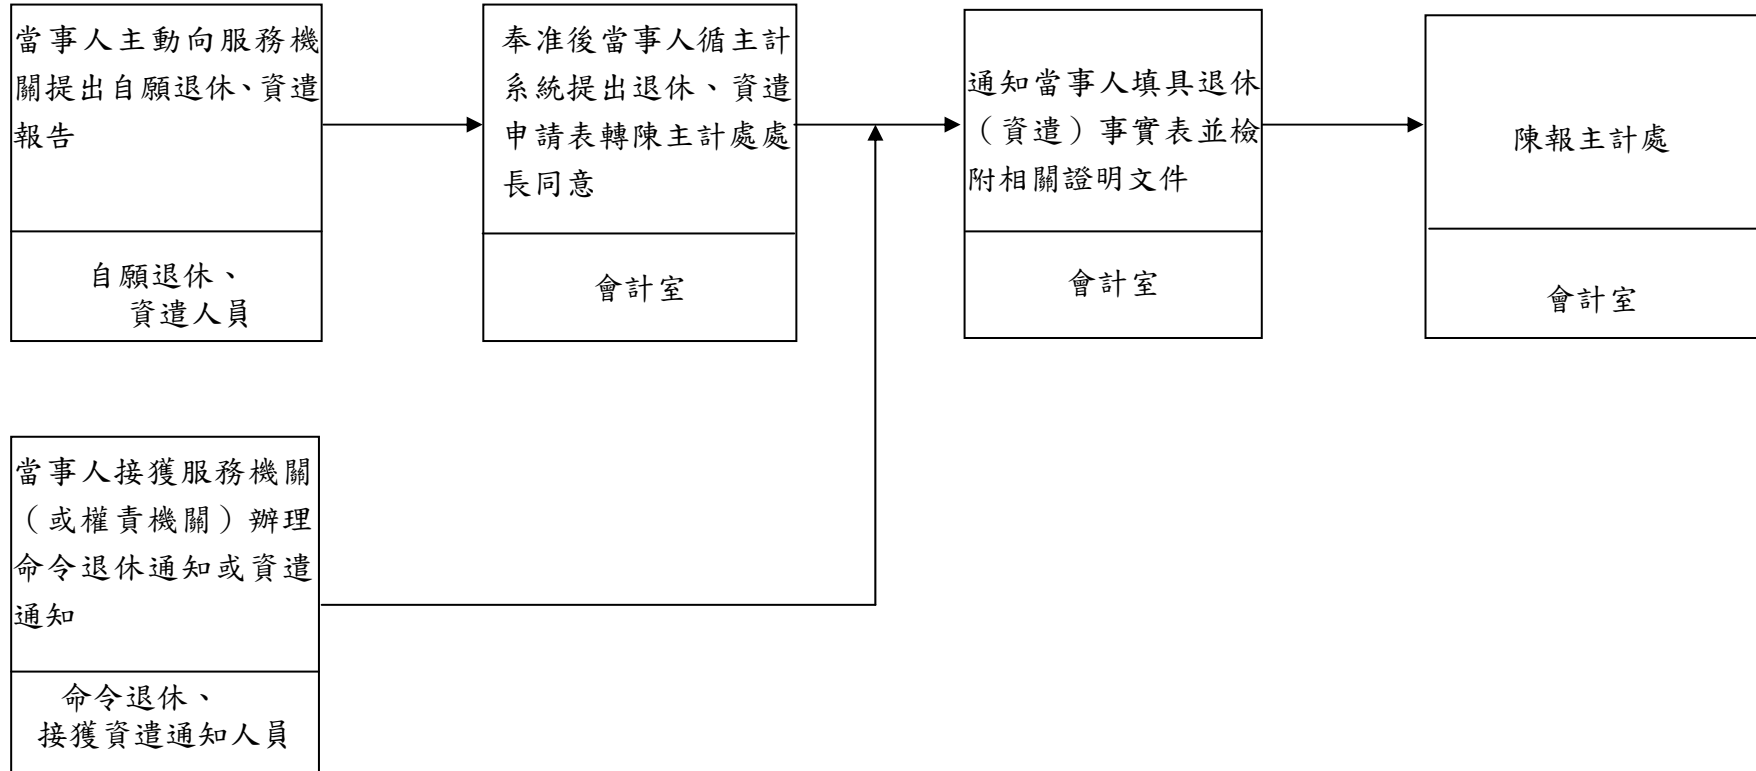 當事人主動向服務機
關提出自願退休、資遣
報告
自願退休、
資遣人員
奉准後當事人循主計
系統提出退休、資遣
申請表轉陳主計處處
長同意
會計室
通知當事人填具退休
（資遣）事實表並檢
附相關證明文件
會計室
陳報主計處
會計室
當事人接獲服務機關
（或權責機關）辦理
命令退休通知或資遣
通知
命令退休、
接獲資遣通知人員